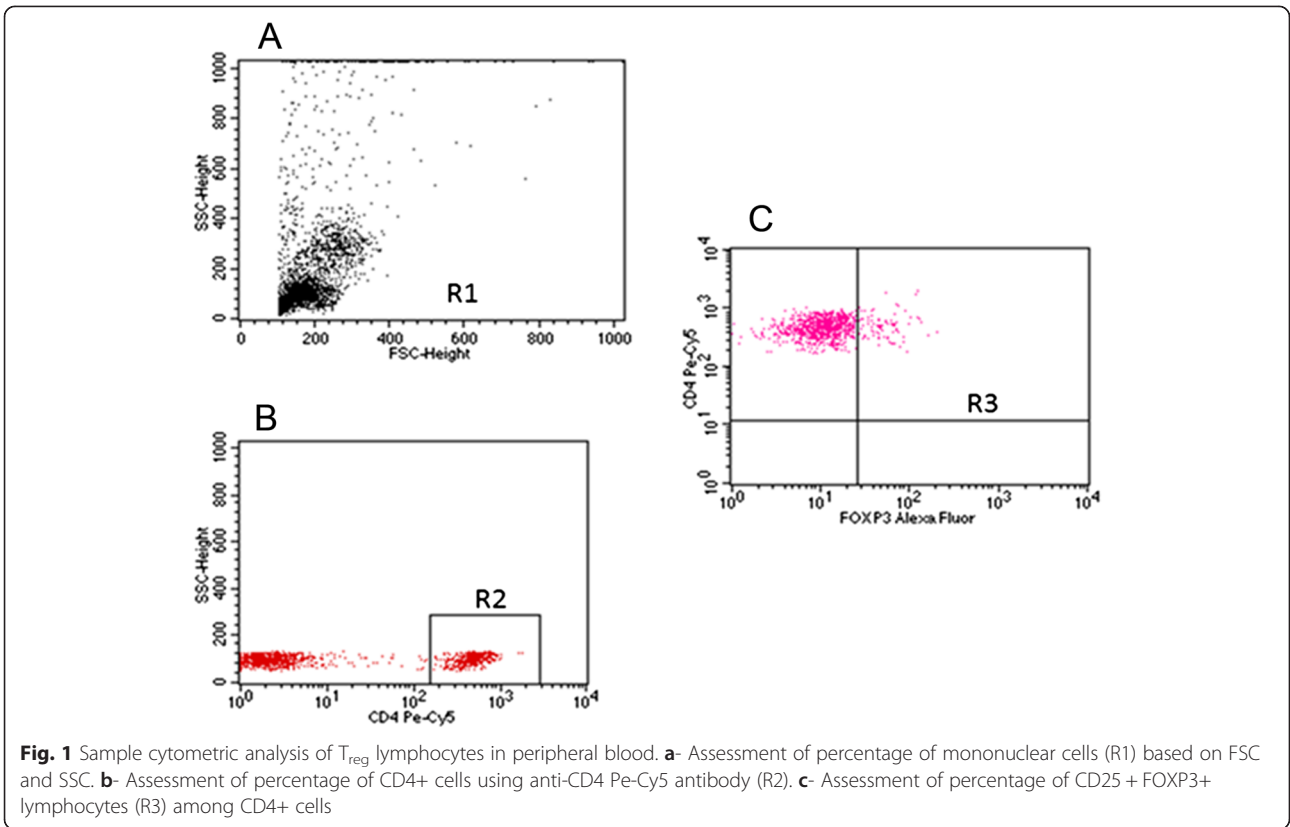 A
1000
800
600
400
200
0
SSC-Height
R1
0 200 400 600 800 1000
FSC-Height
B
1000
800
600
400
200
0
SSC-Height
R2
10^0 10^1 10^2 10^3 10^4
CD4 Pe-Cy5
C
10^4
10^3
10^2
10^1
10^0
CD4 Pe-Cy5
R3
10^0 10^1 10^2 10^3 10^4
FOXP3 Alexa Fluor
Fig. 1 Sample cytometric analysis of Treg lymphocytes in peripheral blood. a- Assessment of percentage of mononuclear cells (R1) based on FSC
and SSC. b- Assessment of percentage of CD4+ cells using anti-CD4 Pe-Cy5 antibody (R2). c- Assessment of percentage of CD25 + FOXP3+
lymphocytes (R3) among CD4+ cells